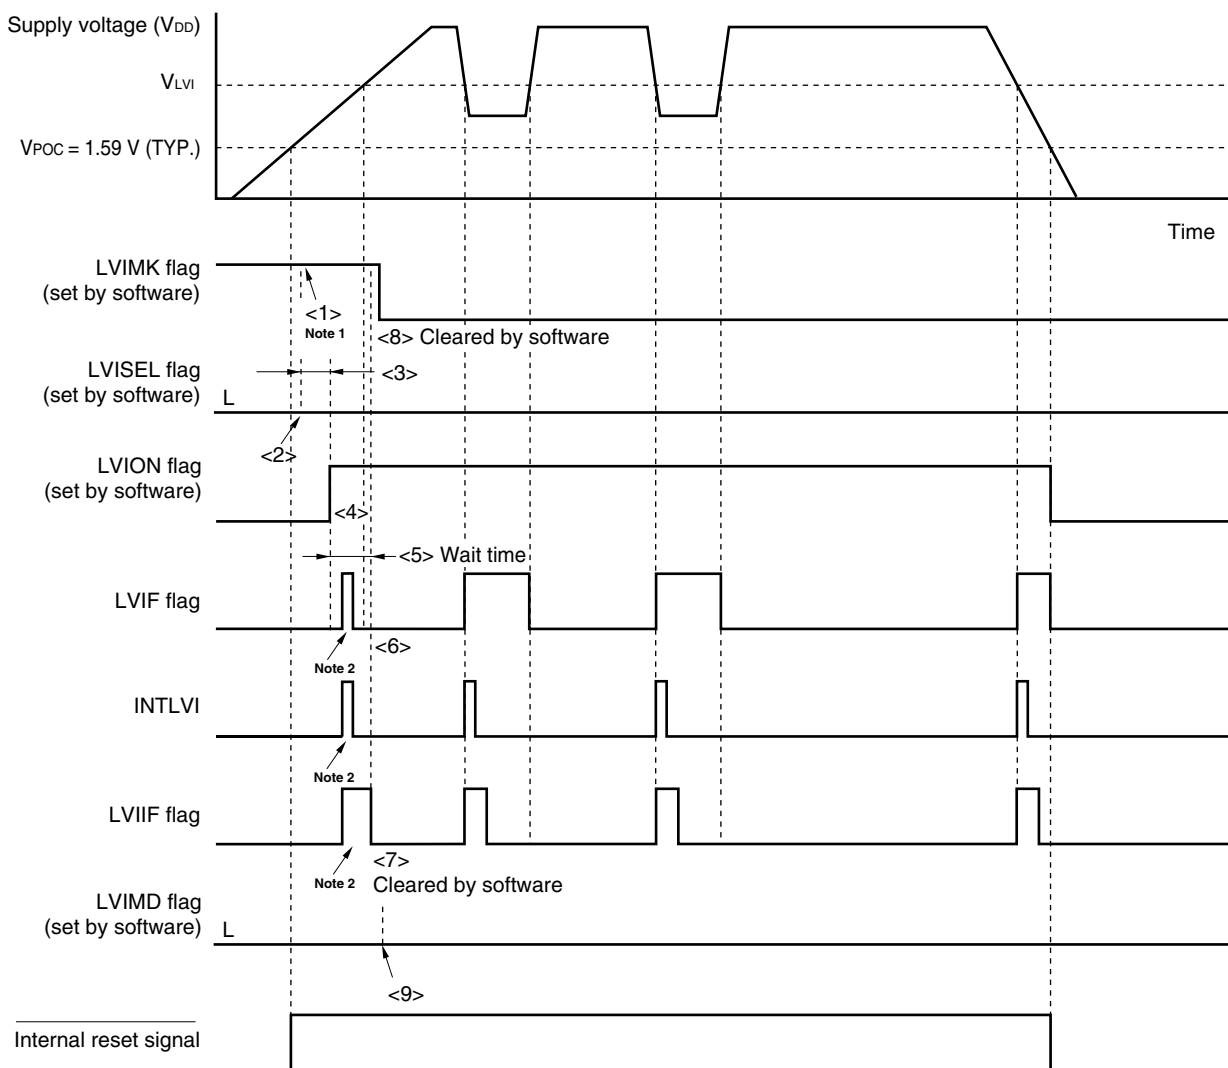 Supply voltage (VDD)
VLVI
VPOC = 1.59 V (TYP.)
Time
LVIMK flag
(set by software)
<1>
Note 1
<8> Cleared by software
LVISEL flag
(set by software)
L
<3>
<2>
LVION flag
(set by software)
<4>
<5> Wait time
LVIF flag
Note 2
<6>
INTLVI
Note 2
LVIIF flag
Note 2
<7>
Cleared by software
LVIMD flag
(set by software)
L
<9>
Internal reset signal